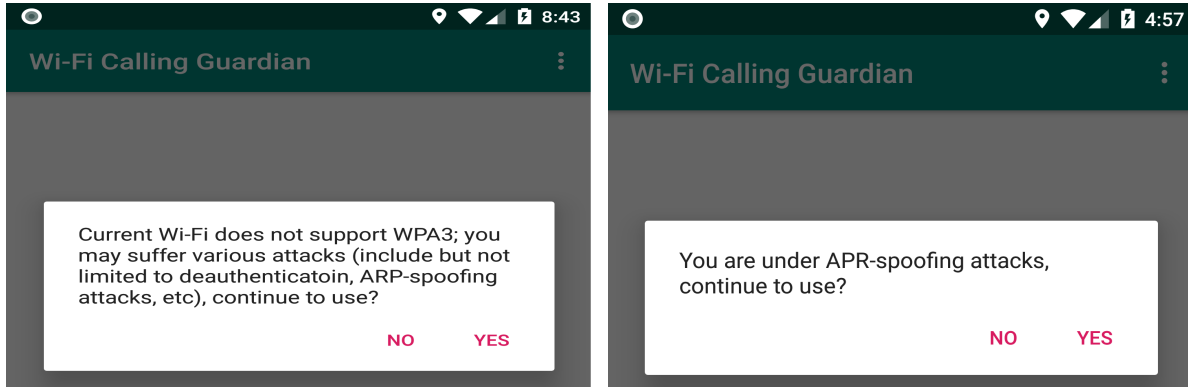 8:43
Wi-Fi Calling Guardian
Current Wi-Fi does not support WPA3; you
may suffer various attacks (include but not
limited to deauthenticatoin, ARP-spoofing
attacks, etc), continue to use?
NO YES
4:57
Wi-Fi Calling Guardian
You are under APR-spoofing attacks,
continue to use?
NO YES